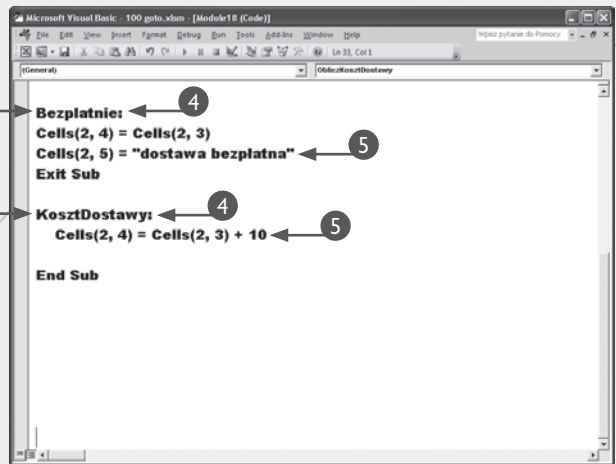 Microsoft Visual Basic - 100 goto.xlsm - [Module18 (Code)]
File Edit View Insert Format Debug Run Tools Add-Ins Window Help Wpisz pytanie do Pomocy
Ln 33, Col 1
(General) ObliczKosztDostawy
Bezplatnie: 4
Cells(2, 4) = Cells(2, 3)
Cells(2, 5) = "dostawa bezpłatna" 5
Exit Sub
KosztDostawy: 4
Cells(2, 4) = Cells(2, 3) + 10 5
End Sub